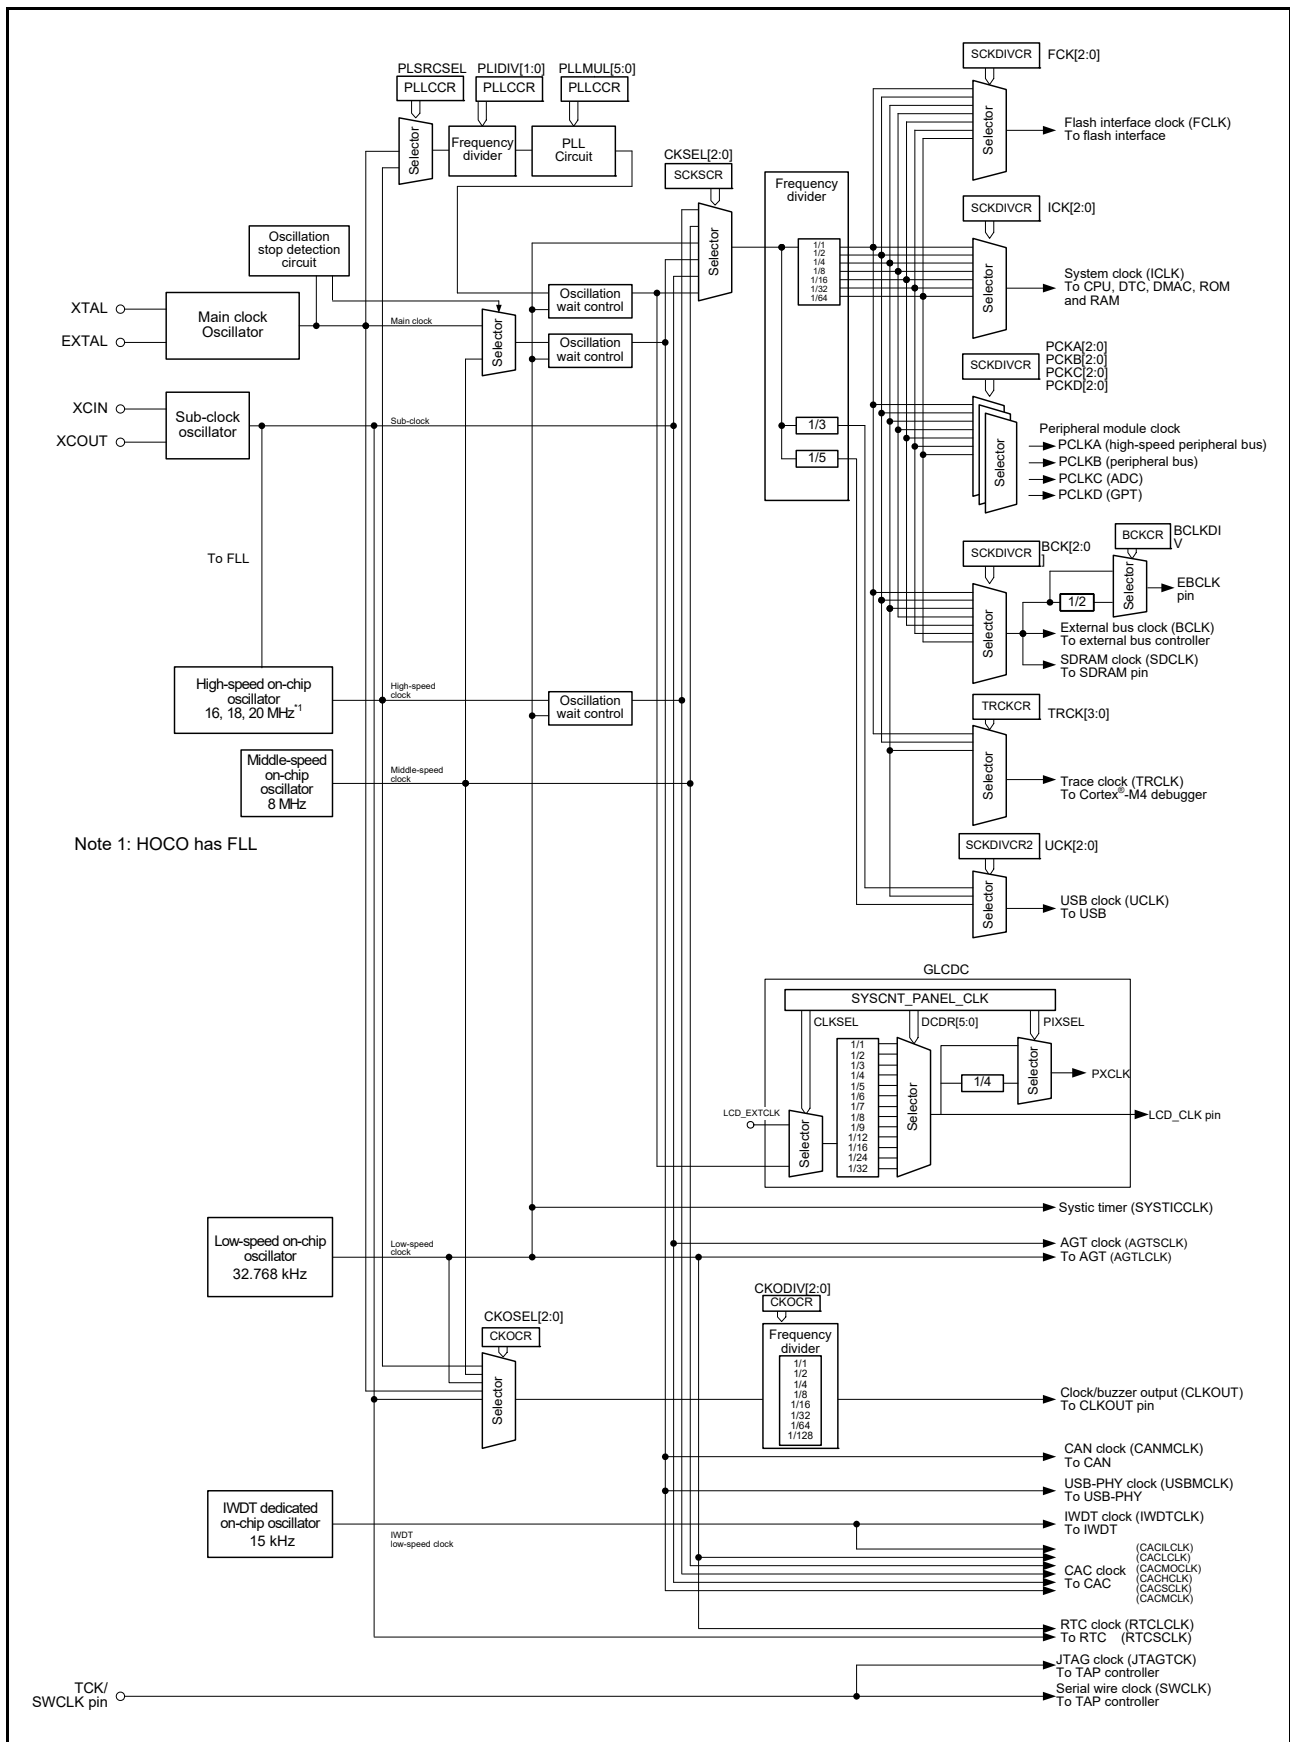 PLSRCSEL
PLLCCR
PLIDIV[1:0]
PLLCCR
PLLMUL[5:0]
PLLCCR
Selector
Frequency
divider
PLL
Circuit
CKSEL[2:0]
SCKSCR
Selector
Frequency
divider
1/1
1/2
1/4
1/8
1/16
1/32
1/64
1/3
1/5
SCKDIVCR
FCK[2:0]
Selector
Flash interface clock (FCLK)
To flash interface
SCKDIVCR
ICK[2:0]
Selector
System clock (ICLK)
To CPU, DTC, DMAC, ROM
and RAM
Oscillation
stop detection
circuit
XTAL
EXTAL
Main clock
Oscillator
Main clock
Selector
Oscillation
wait control
Oscillation
wait control
XCIN
XCOUT
Sub-clock
oscillator
Sub-clock
SCKDIVCR
PCKA[2:0]
PCKB[2:0]
PCKC[2:0]
PCKD[2:0]
Selector
Peripheral module clock
PCLKA (high-speed peripheral bus)
PCLKB (peripheral bus)
PCLKC (ADC)
PCLKD (GPT)
To FLL
SCKDIVCR
BCK[2:0
]
Selector
BCKCR
BCLKDI
V
Selector
1/2
EBCLK
pin
External bus clock (BCLK)
To external bus controller
SDRAM clock (SDCLK)
To SDRAM pin
High-speed on-chip
oscillator
16, 18, 20 MHz*1
High-speed
clock
Oscillation
wait control
Middle-speed
on-chip
oscillator
8 MHz
Middle-speed
clock
TRCKCR
TRCK[3:0]
Selector
Trace clock (TRCLK)
To Cortex®-M4 debugger
Note 1: HOCO has FLL
SCKDIVCR2
UCK[2:0]
Selector
USB clock (UCLK)
To USB
GLCDC
SYSCNT_PANEL_CLK
CLKSEL
DCDR[5:0]
PIXSEL
LCD_EXTCLK
Selector
1/1
1/2
1/3
1/4
1/5
1/6
1/7
1/8
1/9
1/12
1/16
1/24
1/32
Selector
1/4
Selector
PXCLK
LCD_CLK pin
Systic timer (SYSTICCLK)
Low-speed on-chip
oscillator
32.768 kHz
Low-speed
clock
AGT clock (AGTSCLK)
To AGT (AGTLCLK)
CKOSEL[2:0]
CKOCR
Selector
CKODIV[2:0]
CKOCR
Frequency
divider
1/1
1/2
1/4
1/8
1/16
1/32
1/64
1/128
Clock/buzzer output (CLKOUT)
To CLKOUT pin
CAN clock (CANMCLK)
To CAN
USB-PHY clock (USBMCLK)
To USB-PHY
IWDT dedicated
on-chip oscillator
15 kHz
IWDT
low-speed clock
IWDT clock (IWDTCLK)
To IWDT
CAC clock
To CAC
(CACILCLK)
(CACLCLK)
(CACMOCLK)
(CACHCLK)
(CACSCLK)
(CACMCLK)
RTC clock (RTCLCLK)
To RTC (RTCSCLK)
TCK/
SWCLK pin
JTAG clock (JTAGTCK)
To TAP controller
Serial wire clock (SWCLK)
To TAP controller